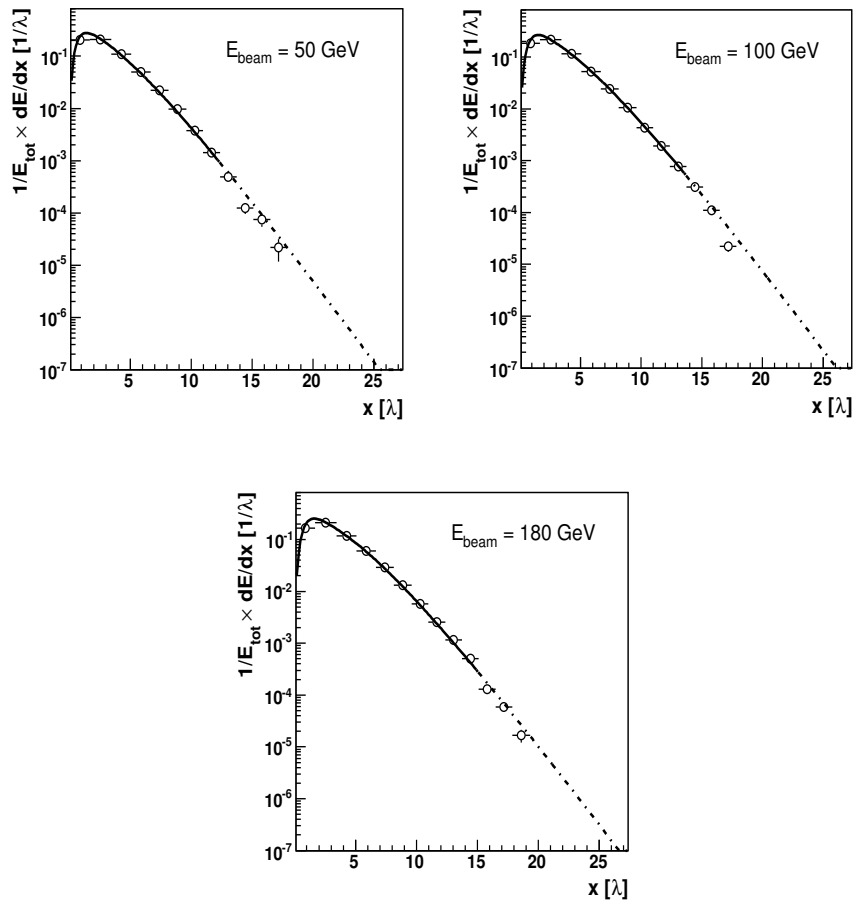 E_beam = 50 GeV
1/E_tot × dE/dx [1/λ]
10^-1
10^-2
10^-3
10^-4
10^-5
10^-6
10^-7
5 10 15 20 25
x [λ]
E_beam = 100 GeV
1/E_tot × dE/dx [1/λ]
10^-1
10^-2
10^-3
10^-4
10^-5
10^-6
10^-7
5 10 15 20 25
x [λ]
E_beam = 180 GeV
1/E_tot × dE/dx [1/λ]
10^-1
10^-2
10^-3
10^-4
10^-5
10^-6
10^-7
5 10 15 20 25
x [λ]